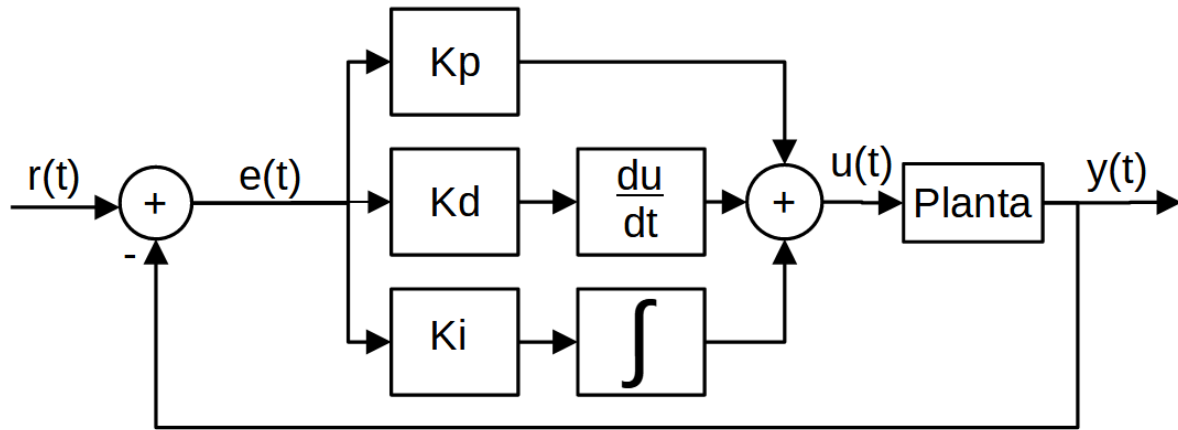 Kp
r(t)
+
-
e(t)
Kd
du
dt
+
u(t)
Planta
y(t)
Ki
∫